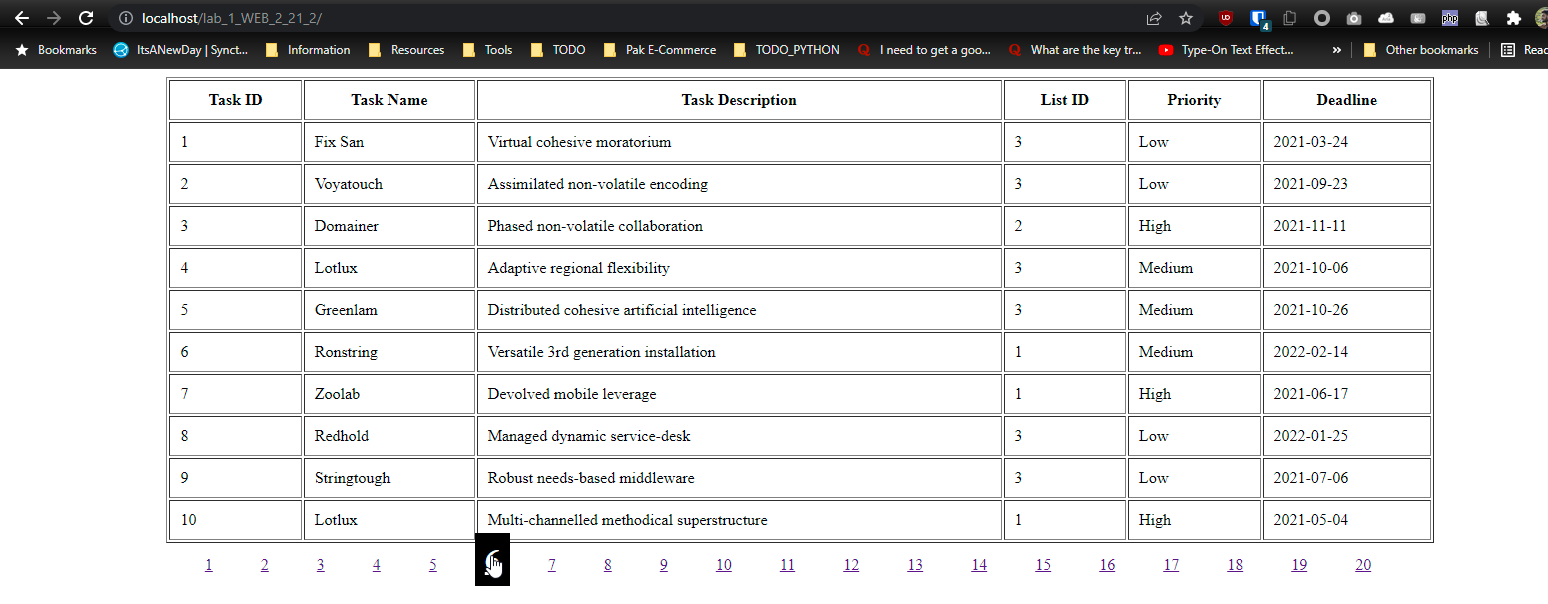 localhost/lab_1_WEB_2_21_2/
Bookmarks ItsANewDay | Synct... Information Resources Tools TODO Pak E-Commerce TODO_PYTHON I need to get a goo... What are the key tr... Type-On Text Effect... » Other bookmarks
UD 4 php
Task ID Task Name Task Description List ID Priority Deadline
1 Fix San Virtual cohesive moratorium 3 Low 2021-03-24
2 Voyatouch Assimilated non-volatile encoding 3 Low 2021-09-23
3 Domainer Phased non-volatile collaboration 2 High 2021-11-11
4 Lotlux Adaptive regional flexibility 3 Medium 2021-10-06
5 Greenlam Distributed cohesive artificial intelligence 3 Medium 2021-10-26
6 Ronstring Versatile 3rd generation installation 1 Medium 2022-02-14
7 Zoolab Devolved mobile leverage 1 High 2021-06-17
8 Redhold Managed dynamic service-desk 3 Low 2022-01-25
9 Stringtough Robust needs-based middleware 3 Low 2021-07-06
10 Lotlux Multi-channelled methodical superstructure 1 High 2021-05-04
1 2 3 4 5 7 8 9 10 11 12 13 14 15 16 17 18 19 20